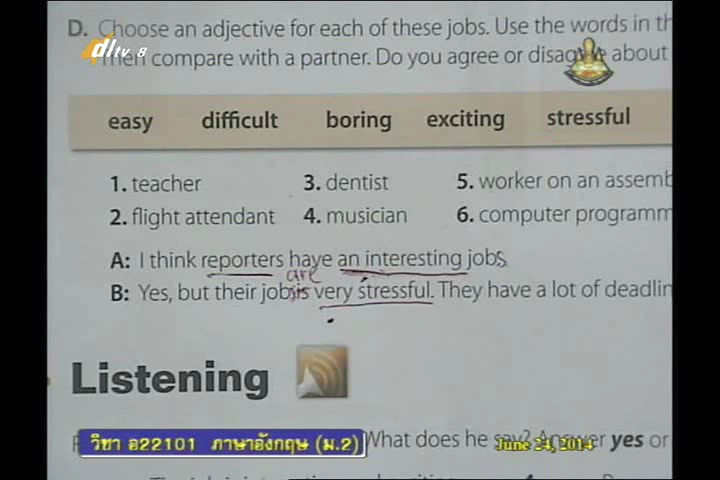 D. Choose an adjective for each of these jobs. Use the words in th
dltv 8
Then compare with a partner. Do you agree or disagree about
easy difficult boring exciting stressful
1. teacher 3. dentist 5. worker on an assemb
2. flight attendant 4. musician 6. computer programm
A: I think reporters have an interesting jobs
are
B: Yes, but their jobs is very stressful. They have a lot of deadlin
Listening
วิชา อ22101 ภาษาอังกฤษ (ม.2) What does he say? Answer yes or
June 24, 2014